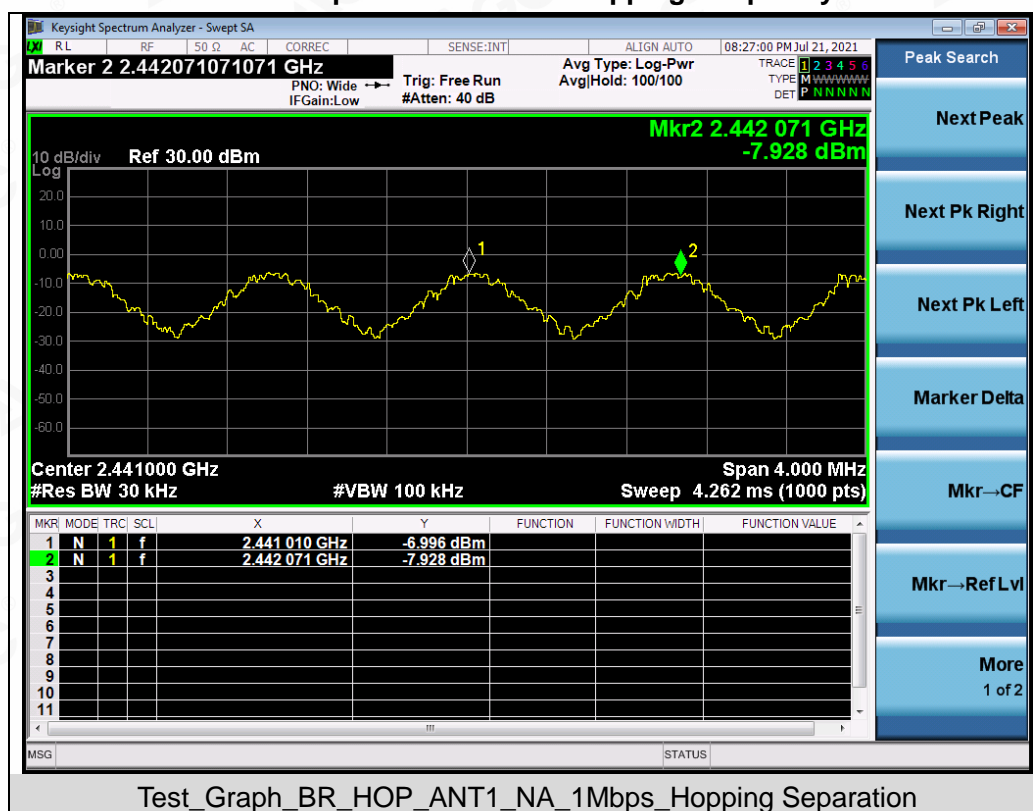 Keysight Spectrum Analyzer - Swept SA
LXI RL RF 50 Ω AC CORREC SENSE:INT ALIGN AUTO 08:27:00 PM Jul 21, 2021
Marker 2 2.442071071071 GHz
PNO: Wide
IFGain:Low
Trig: Free Run
#Atten: 40 dB
Avg Type: Log-Pwr
Avg|Hold: 100/100
TRACE 1 2 3 4 5 6
TYPE M WWWWW
DET P N N N N N
Peak Search
Next Peak
Next Pk Right
Next Pk Left
Marker Delta
Mkr→CF
Mkr→Ref Lvl
More
1 of 2
Mkr2 2.442 071 GHz
-7.928 dBm
10 dB/div Ref 30.00 dBm
Log
20.0
10.0
0.00
-10.0
-20.0
-30.0
-40.0
-50.0
-60.0
1
2
Center 2.441000 GHz Span 4.000 MHz
#Res BW 30 kHz #VBW 100 kHz Sweep 4.262 ms (1000 pts)
MKR MODE TRC SCL X Y FUNCTION FUNCTION WIDTH FUNCTION VALUE
1 N 1 f 2.441 010 GHz -6.996 dBm
2 N 1 f 2.442 071 GHz -7.928 dBm
3
4
5
6
7
8
9
10
11
MSG STATUS
Test_Graph_BR_HOP_ANT1_NA_1Mbps_Hopping Separation